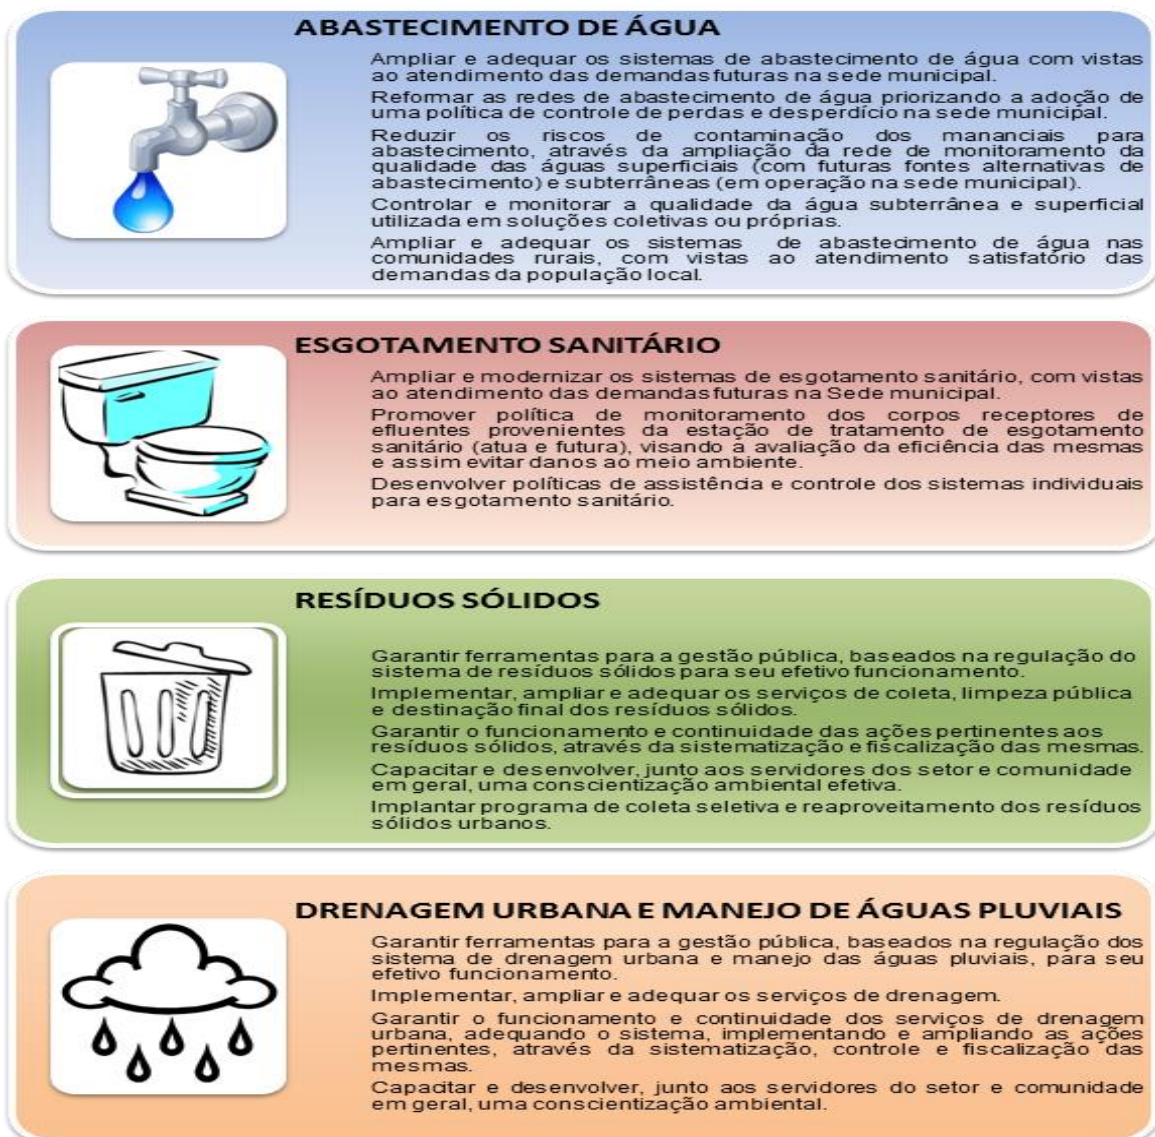 ABASTECIMENTO DE ÁGUA
Ampliar e adequar os sistemas de abastecimento de água com vistas
ao atendimento das demandas futuras na sede municipal.
Reformar as redes de abastecimento de água priorizando a adoção de
uma política de controle de perdas e desperdício na sede municipal.
Reduzir os riscos de contaminação dos mananciais para
abastecimento, através da ampliação da rede de monitoramento da
qualidade das águas superficiais (com futuras fontes alternativas de
abastecimento) e subterrâneas (em operação na sede municipal).
Controlar e monitorar a qualidade da água subterrânea e superficial
utilizada em soluções coletivas ou próprias.
Ampliar e adequar os sistemas de abastecimento de água nas
comunidades rurais, com vistas ao atendimento satisfatório das
demandas da população local.
ESGOTAMENTO SANITÁRIO
Ampliar e modernizar os sistemas de esgotamento sanitário, com vistas
ao atendimento das demandas futuras na Sede municipal.
Promover política de monitoramento dos corpos receptores de
efluentes provenientes da estação de tratamento de esgotamento
sanitário (atua e futura), visando a avaliação da eficiência das mesmas
e assim evitar danos ao meio ambiente.
Desenvolver políticas de assistência e controle dos sistemas individuais
para esgotamento sanitário.
RESÍDUOS SÓLIDOS
Garantir ferramentas para a gestão pública, baseados na regulação do
sistema de resíduos sólidos para seu efetivo funcionamento.
Implementar, ampliar e adequar os serviços de coleta, limpeza pública
e destinação final dos resíduos sólidos.
Garantir o funcionamento e continuidade das ações pertinentes aos
resíduos sólidos, através da sistematização e fiscalização das mesmas.
Capacitar e desenvolver, junto aos servidores dos setor e comunidade
em geral, uma conscientização ambiental efetiva.
Implantar programa de coleta seletiva e reaproveitamento dos resíduos
sólidos urbanos.
DRENAGEM URBANA E MANEJO DE ÁGUAS PLUVIAIS
Garantir ferramentas para a gestão pública, baseados na regulação dos
sistema de drenagem urbana e manejo das águas pluviais, para seu
efetivo funcionamento.
Implementar, ampliar e adequar os serviços de drenagem.
Garantir o funcionamento e continuidade dos serviços de drenagem
urbana, adequando o sistema, implementando e ampliando as ações
pertinentes, através da sistematização, controle e fiscalização das
mesmas.
Capacitar e desenvolver, junto aos servidores do setor e comunidade
em geral, uma conscientização ambiental.